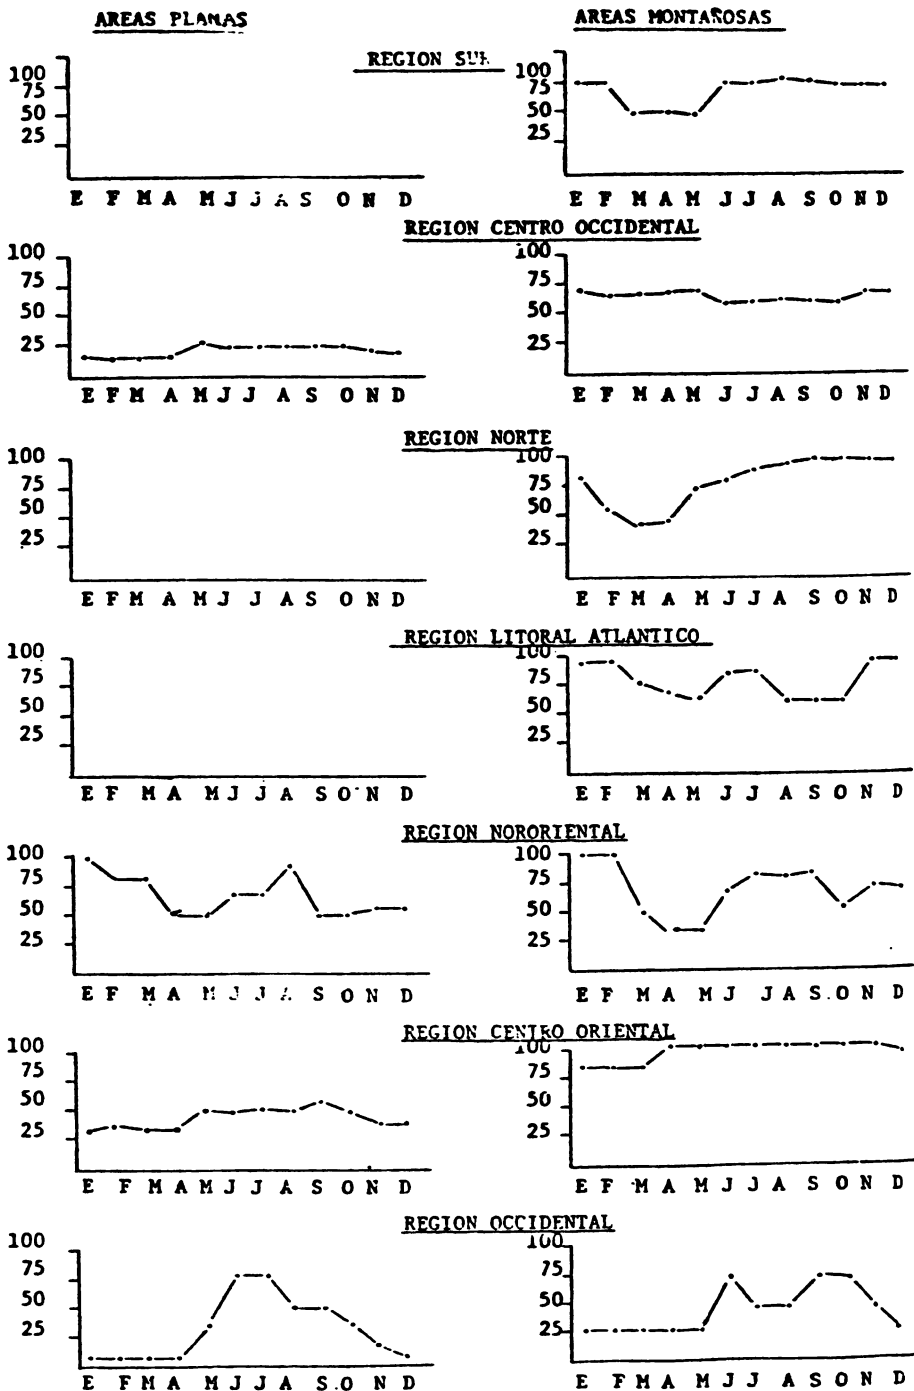 AREAS PLANAS
AREAS MONTAÑOSAS
REGION SUR
100
75
50
25
E F M A M J J A S O N D
100
75
50
25
E F M A M J J A S O N D
REGION CENTRO OCCIDENTAL
100
75
50
25
E F M A M J J A S O N D
100
75
50
25
E F M A M J J A S O N D
REGION NORTE
100
75
50
25
E F M A M J J A S O N D
100
75
50
25
E F M A M J J A S O N D
REGION LITORAL ATLANTICO
100
75
50
25
E F M A M J J A S O N D
100
75
50
25
E F M A M J J A S O N D
REGION NORORIENTAL
100
75
50
25
E F M A M J J A S O N D
100
75
50
25
E F M A M J J A S O N D
REGION CENTRO ORIENTAL
100
75
50
25
E F M A M J J A S O N D
100
75
50
25
E F M A M J J A S O N D
REGION OCCIDENTAL
100
75
50
25
E F M A M J J A S O N D
100
75
50
25
E F M A M J J A S O N D